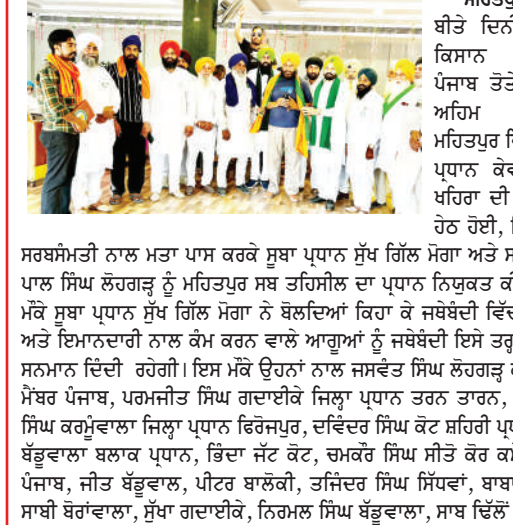 ਬੀਤੇ ਦਿਨੀਂ
ਕਿਸਾਨ
ਪੰਜਾਬ ਤੋਤੇ
ਅਹਿਮ
ਮਹਿਤਪੁਰ
ਪ੍ਰਧਾਨ
ਖਹਿਰਾ ਦੀ
ਹੇਠ ਹੋਈ,
ਸਰਬਸੰਮਤੀ ਨਾਲ ਮਤਾ ਪਾਸ ਕਰਕੇ ਸੂਬਾ ਪ੍ਰਧਾਨ ਸੁੱਖ ਗਿੱਲ ਮੋਗਾ ਅਤੇ
ਪਾਲ ਸਿੰਘ ਲੋਹਗੜ੍ਹ ਨੂੰ ਮਹਿਤਪੁਰ ਸਬ ਤਹਿਸੀਲ ਦਾ ਪ੍ਰਧਾਨ ਨਿਯੁਕਤ
ਮੌਕੇ ਸੂਬਾ ਪ੍ਰਧਾਨ ਸੁੱਖ ਗਿੱਲ ਮੋਗਾ ਨੇ ਬੋਲਦਿਆਂ ਕਿਹਾ ਕੇ ਜਥੇਬੰਦੀ
ਅਤੇ ਇਮਾਨਦਾਰੀ ਨਾਲ ਕੰਮ ਕਰਨ ਵਾਲੇ ਆਗੂਆਂ ਨੂੰ ਜਥੇਬੰਦੀ ਇਸੇ
ਸਨਮਾਨ ਦਿੰਦੀ ਰਹੇਗੀ। ਇਸ ਮੌਕੇ ਉਹਨਾਂ ਨਾਲ ਜਸਵੰਤ ਸਿੰਘ ਲੋਹਗੜ੍ਹ
ਮੈਂਬਰ ਪੰਜਾਬ, ਪਰਮਜੀਤ ਸਿੰਘ ਗਦਾਈਕੇ ਜਿਲ੍ਹਾ ਪ੍ਰਧਾਨ ਤਰਨ ਤਾਰਨ,
ਸਿੰਘ ਕਰਮੂੰਵਾਲਾ ਜਿਲ੍ਹਾ ਪ੍ਰਧਾਨ ਫਿਰੋਜਪੁਰ, ਦਵਿੰਦਰ ਸਿੰਘ ਕੋਟ ਸ਼ਹਿਰੀ
ਬੱਡੂਵਾਲਾ ਬਲਾਕ ਪ੍ਰਧਾਨ, ਭਿੰਦਾ ਜੱਟ ਕੋਟ, ਚਮਕੌਰ ਸਿੰਘ ਸੀਤੋ ਕੋਰ
ਪੰਜਾਬ, ਜੀਤ ਬੱਡੂਵਾਲ, ਪੀਟਰ ਬਾਲੋਕੀ, ਤਜਿੰਦਰ ਸਿੰਘ ਸਿੱਧਵਾਂ, ਬਾਬਾ
ਸਾਬੀ ਬੋਰਾਂਵਾਲਾ, ਸੁੱਖਾ ਗਦਾਈਕੇ, ਨਿਰਮਲ ਸਿੰਘ ਬੱਡੂਵਾਲਾ, ਸਾਬ ਢਿੱਲੋਂ